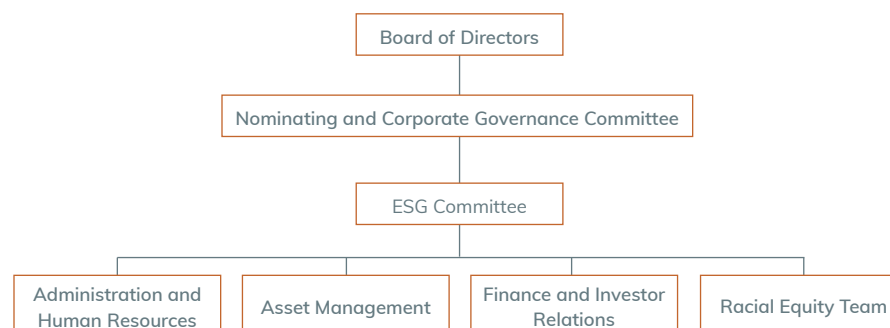 Board of Directors
Nominating and Corporate Governance Committee
ESG Committee
Administration and
Human Resources
Asset Management
Finance and Investor
Relations
Racial Equity Team